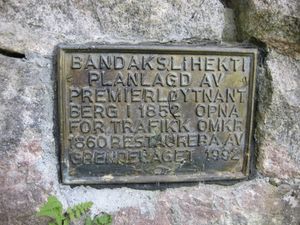 BANDAKSLIHEKTI
PLANLAGD AV
PREMIERLØYTNANT
BERG I 1852 OPNA
FOR TRAFIKK OMKR
1860 RESTAURERA AV
GRENDELAGET 1992